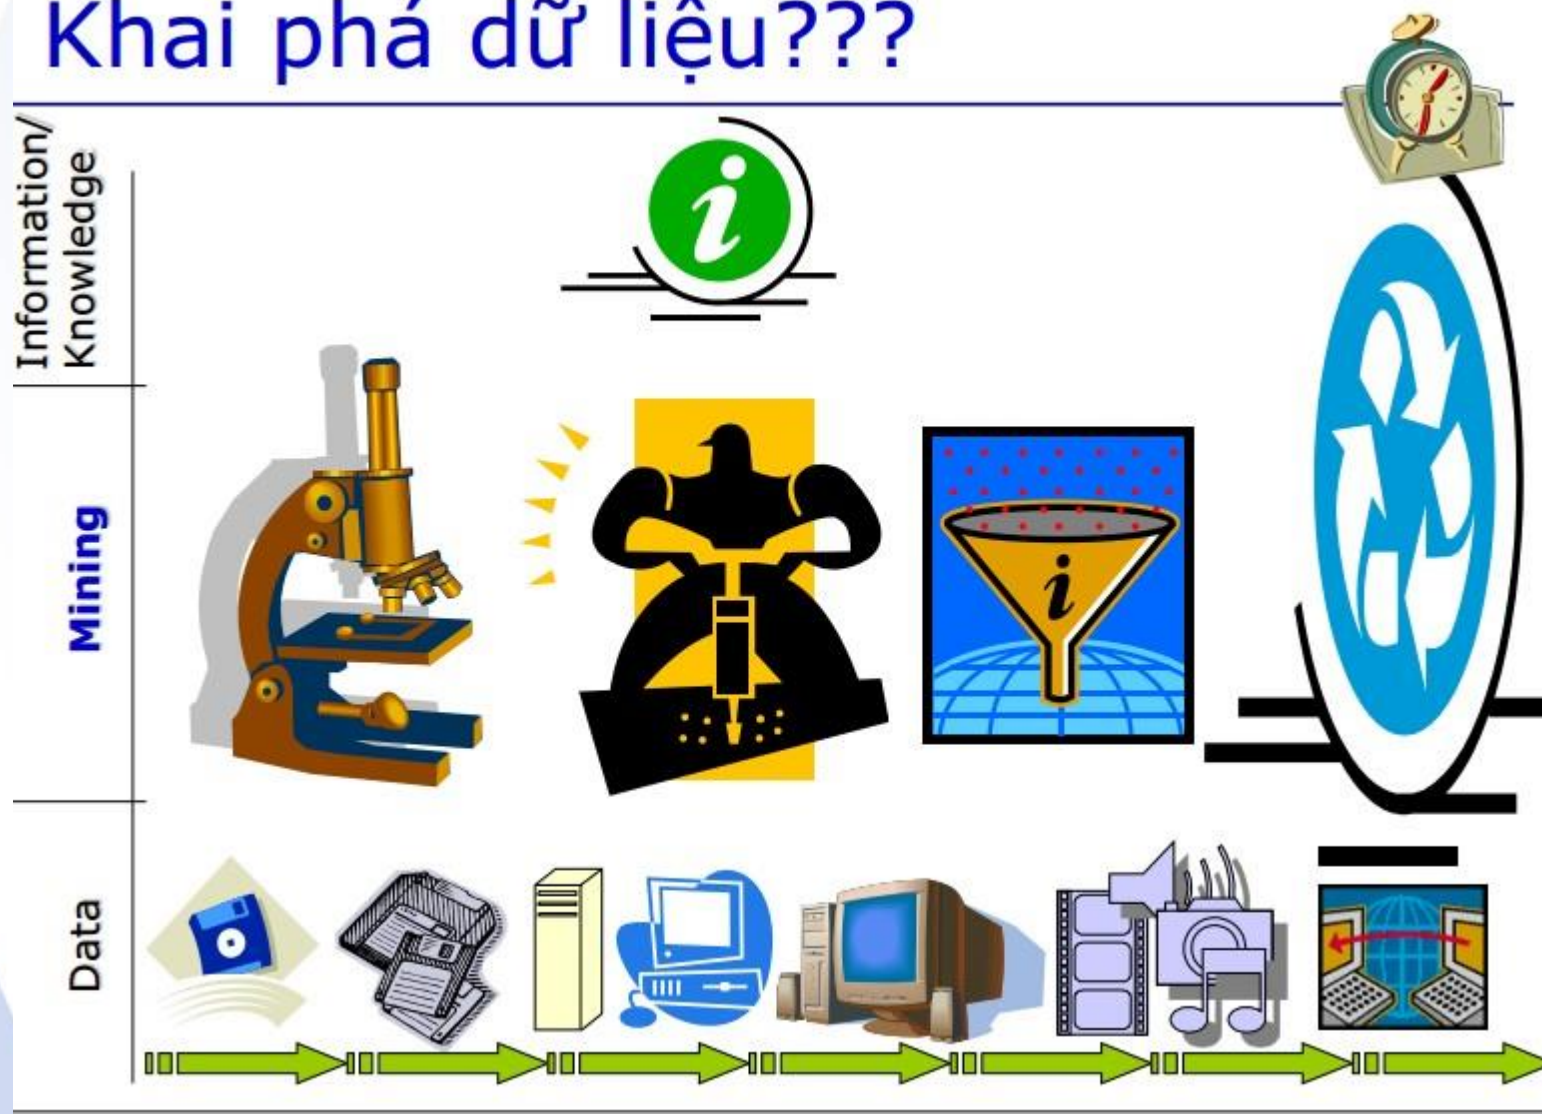 Khai phá dữ liệu???
Information/
Knowledge
i
Mining
i
Data